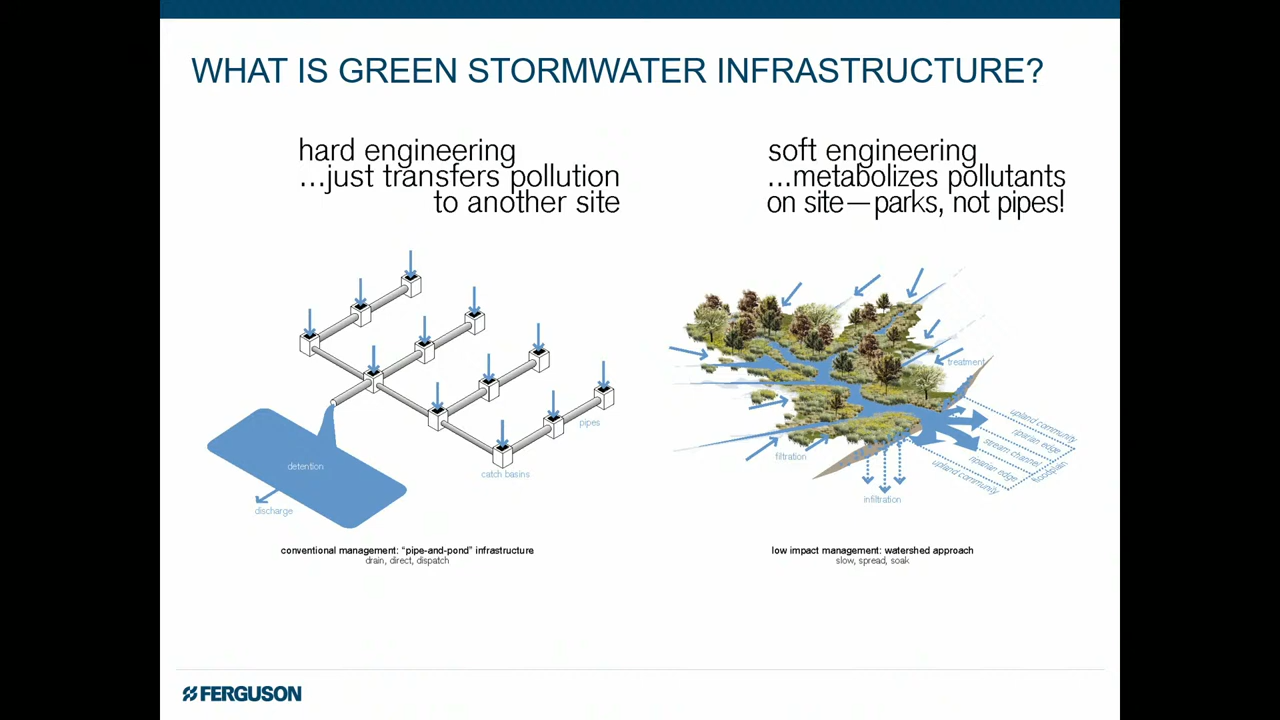 WHAT IS GREEN STORMWATER INFRASTRUCTURE?
hard engineering
...just transfers pollution
to another site
soft engineering
...metabolizes pollutants
on site—parks, not pipes!
pipes
catch basins
detention
discharge
conventional management: “pipe-and-pond” infrastructure
drain, direct, dispatch
treatment
filtration
infiltration
upland community
riparian edge
stream channel
riparian edge
upland community
floodplain
low impact management: watershed approach
slow, spread, soak
FERGUSON